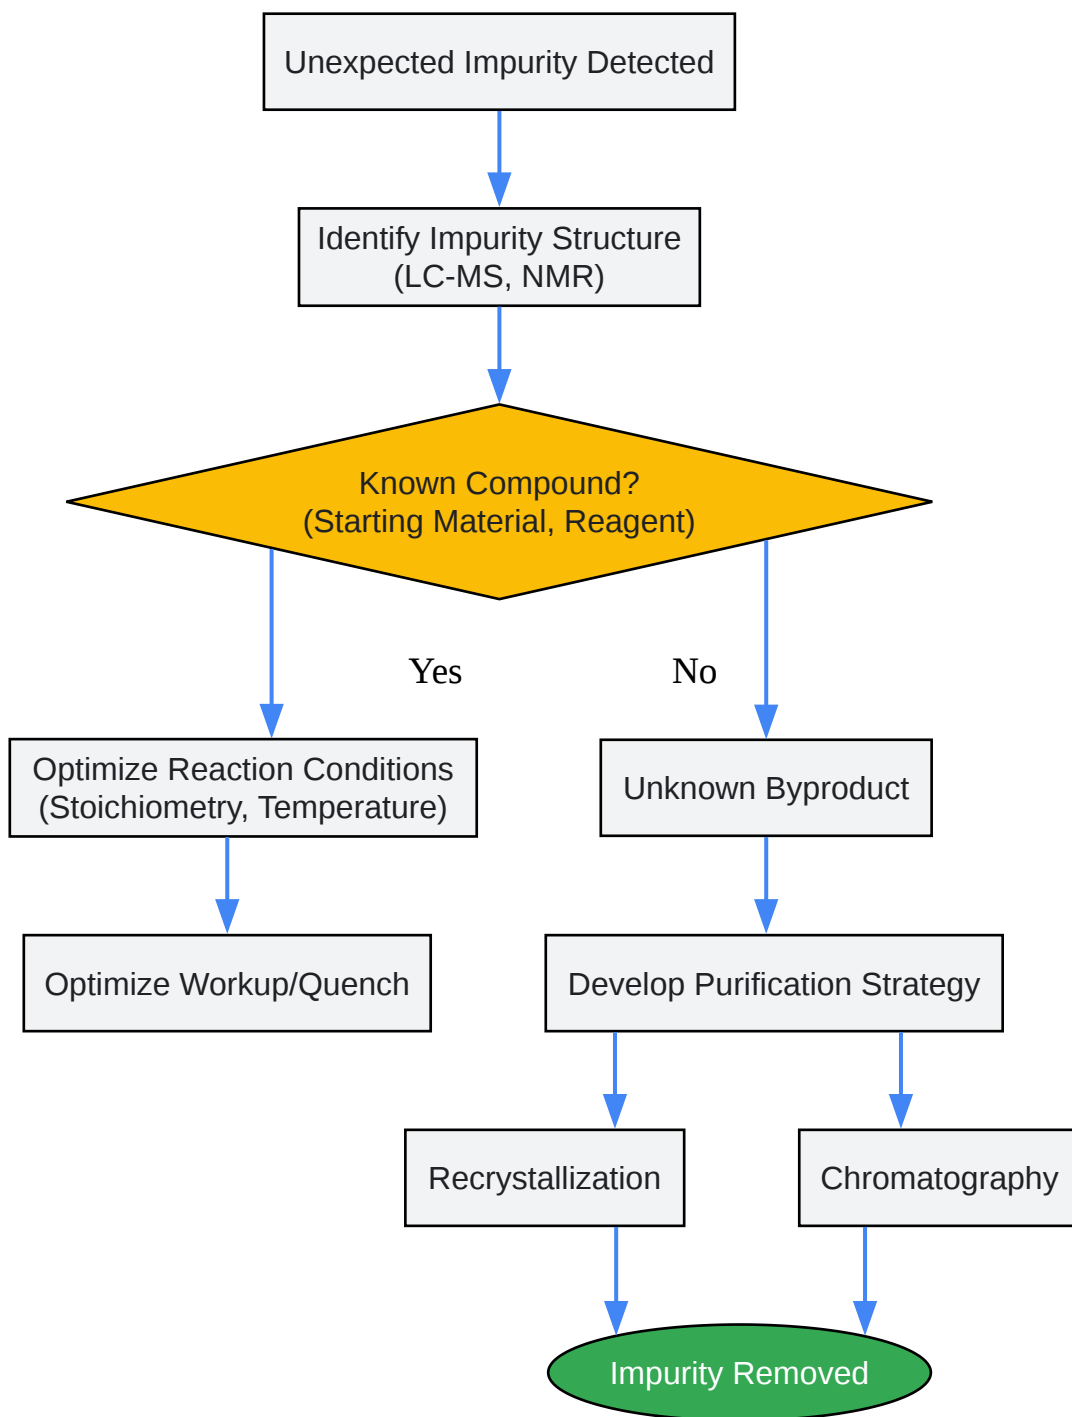 Unexpected Impurity Detected
Identify Impurity Structure
(LC-MS, NMR)
Known Compound?
(Starting Material, Reagent)
Yes
No
Optimize Reaction Conditions
(Stoichiometry, Temperature)
Unknown Byproduct
Optimize Workup/Quench
Develop Purification Strategy
Recrystallization
Chromatography
Impurity Removed